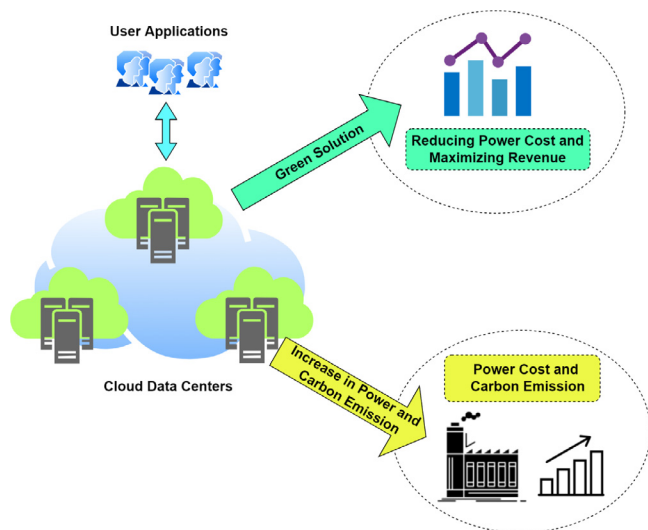 User Applications
Green Solution
Reducing Power Cost and
Maximizing Revenue
Cloud Data Centers
Increase in Power and
Carbon Emission
Power Cost and
Carbon Emission